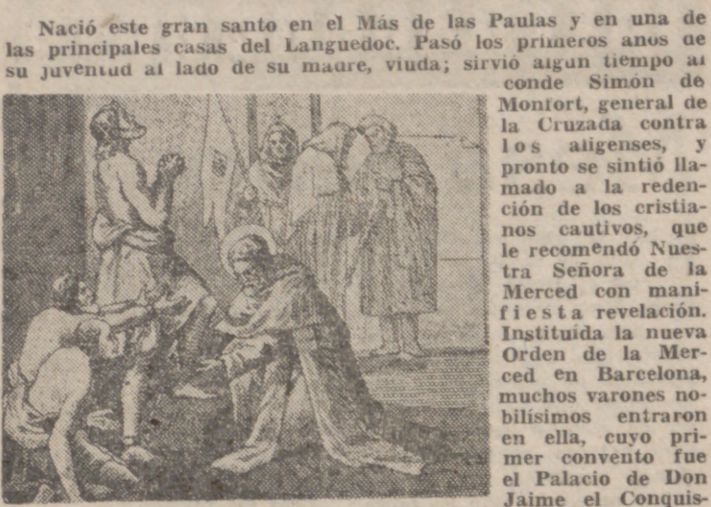 Nació este gran santo en el Más de las Paulas y en una de
las principales casas del Languedoc. Pasó los primeros anos de
su juventud al lado de su madre, viuda; sirvió algun tiempo al
conde Simón de
Monfort, general de
la Cruzada contra
los aligenses, y
pronto se sintió lla-
mado a la reden-
ción de los cristia-
nos cautivos, que
le recomendó Nues-
tra Señora de la
Merced con mani-
fiesta revelación.
Instituída la nueva
Orden de la Mer-
ced en Barcelona,
muchos varones no-
bilísimos entraron
en ella, cuyo pri-
mer convento fue
el Palacio de Don
Jaime el Conquis-